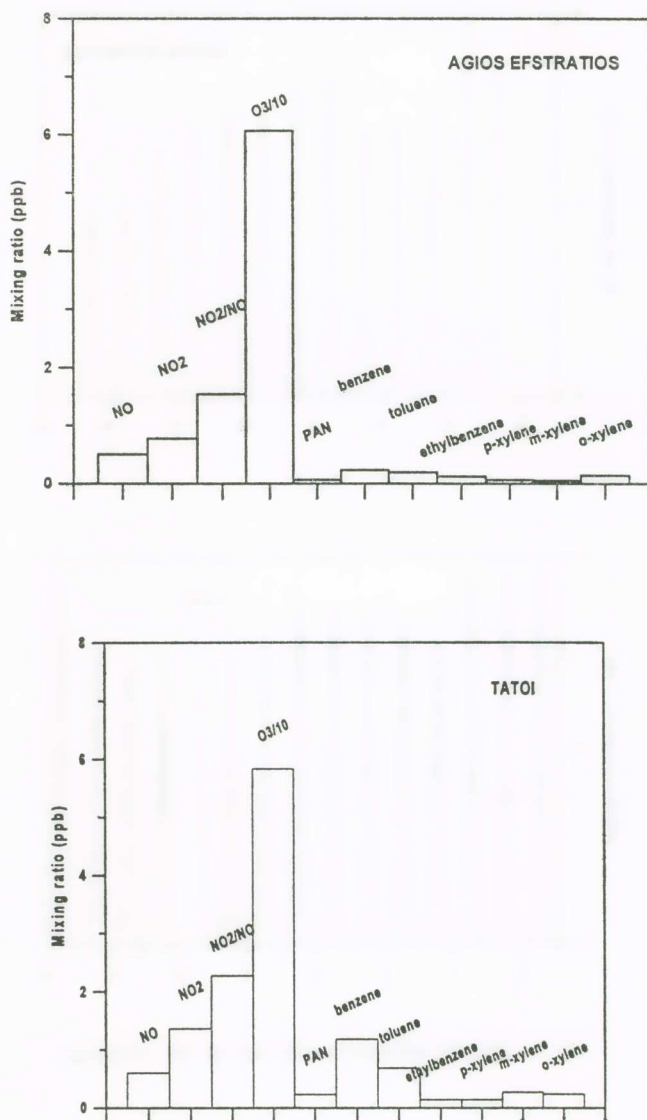 8
AGIOS EFSTRATIOS
O3/10
6
Mixing ratio (ppb)
4
NO2/NO
2
NO
NO2
PAN
benzene
toluene
ethylbenzene
p-xylene
m-xylene
o-xylene
0
8
TATOI
O3/10
6
Mixing ratio (ppb)
4
NO2/NO
2
NO
NO2
PAN
benzene
toluene
ethylbenzene
p-xylene
m-xylene
o-xylene
0